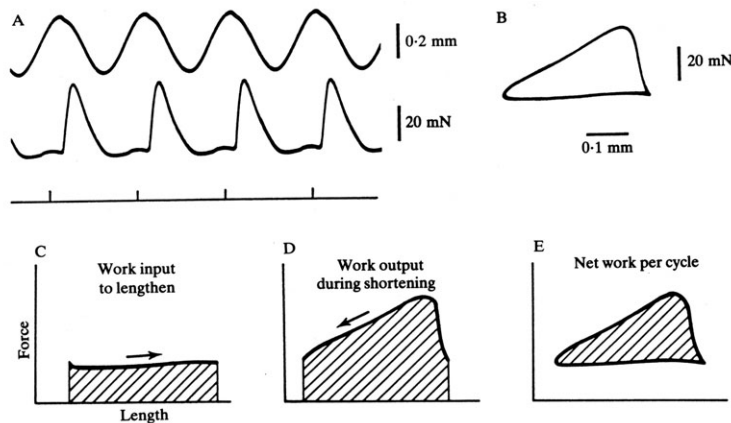 A
0·2 mm
20 mN
B
20 mN
0·1 mm
C
Work input
to lengthen
Force
Length
D
Work output
during shortening
E
Net work per cycle